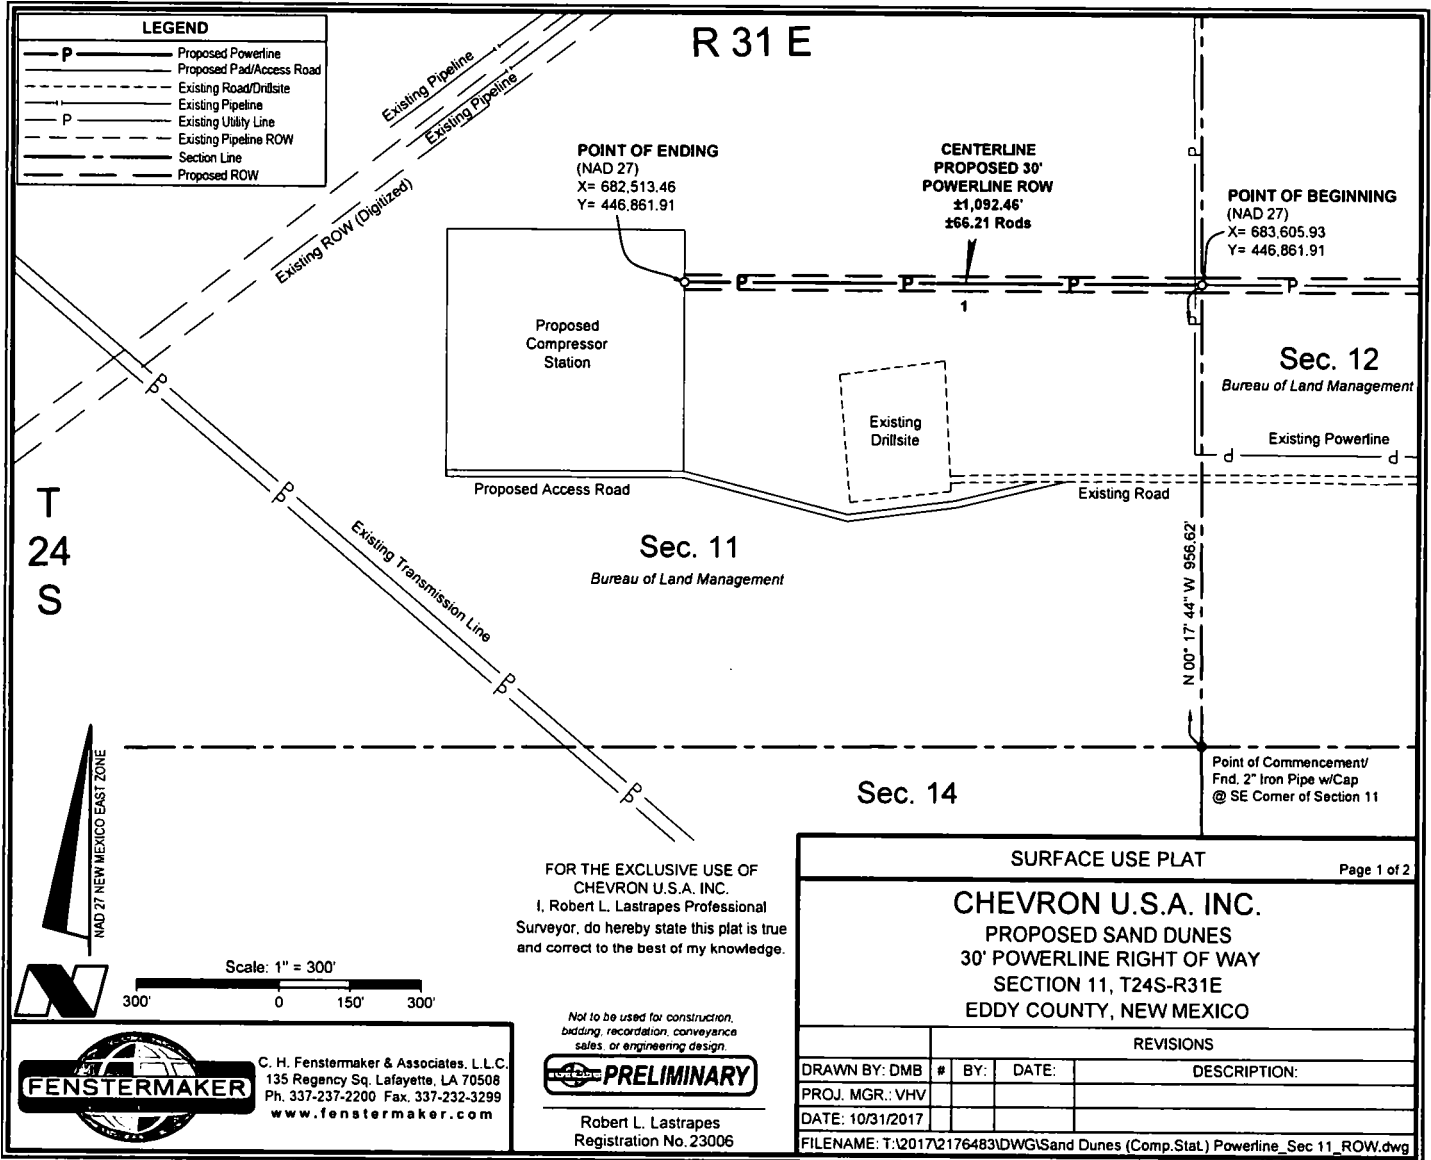 LEGEND
P Proposed Powerline
Proposed Pad/Access Road
Existing Road/Drillsite
Existing Pipeline
P Existing Utility Line
Existing Pipeline ROW
Section Line
Proposed ROW
R 31 E
Existing Pipeline
Existing Pipeline
Existing ROW (Digitized)
POINT OF ENDING
(NAD 27)
X= 682,513.46
Y= 446,861.91
CENTERLINE
PROPOSED 30'
POWERLINE ROW
±1,092.46'
±66.21 Rods
POINT OF BEGINNING
(NAD 27)
X= 683,605.93
Y= 446,861.91
P
P
P
P
P
P
1
Proposed
Compressor
Station
Sec. 12
Bureau of Land Management
Existing
Drillsite
Existing Powerline
P
P
Proposed Access Road
Existing Road
P
P
P
P
T
24
S
Existing Transmission Line
Sec. 11
Bureau of Land Management
N 00° 17' 44" W 956.62'
P
P
P
P
Sec. 14
Point of Commencement/
Fnd. 2" Iron Pipe w/Cap
@ SE Corner of Section 11
NAD 27 NEW MEXICO EAST ZONE
N
Scale: 1" = 300'
300' 0 150' 300'
FOR THE EXCLUSIVE USE OF
CHEVRON U.S.A. INC.
I, Robert L. Lastrapes Professional
Surveyor, do hereby state this plat is true
and correct to the best of my knowledge.
Not to be used for construction,
bidding, recordation, conveyance
sales, or engineering design.
PRELIMINARY
Robert L. Lastrapes
Registration No. 23006
FENSTERMAKER
C. H. Fenstermaker & Associates, L.L.C.
135 Regency Sq. Lafayette, LA 70508
Ph. 337-237-2200 Fax. 337-232-3299
www.fenstermaker.com
SURFACE USE PLAT
Page 1 of 2
CHEVRON U.S.A. INC.
PROPOSED SAND DUNES
30' POWERLINE RIGHT OF WAY
SECTION 11, T24S-R31E
EDDY COUNTY, NEW MEXICO
REVISIONS
DRAWN BY: DMB # BY: DATE: DESCRIPTION:
PROJ. MGR.: VHV
DATE: 10/31/2017
FILENAME: T:\2017\2176483\DWG\Sand Dunes (Comp.Stat.) Powerline_Sec 11_ROW.dwg